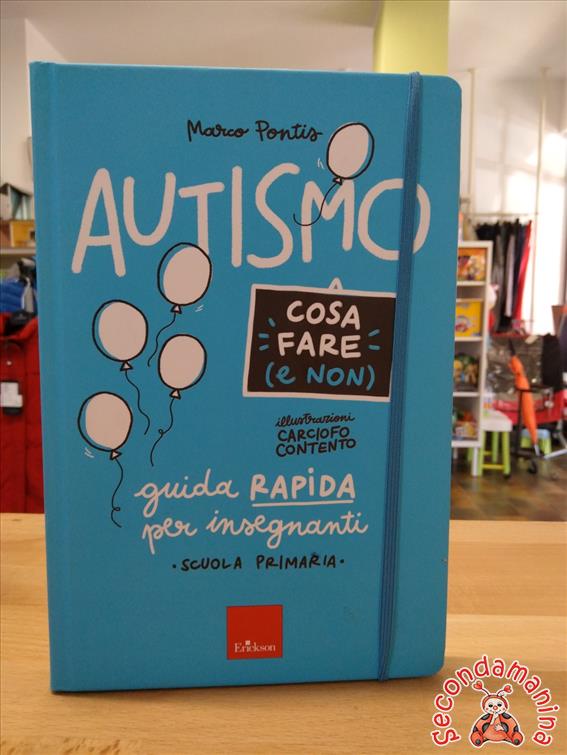 Marco Pontis
AUTISMO
COSA
FARE
(e NON)
illustrazioni
CARCIOFO
CONTENTO
guida RAPIDA
per insegnanti
• SCUOLA PRIMARIA •
Erickson
Secondamanina